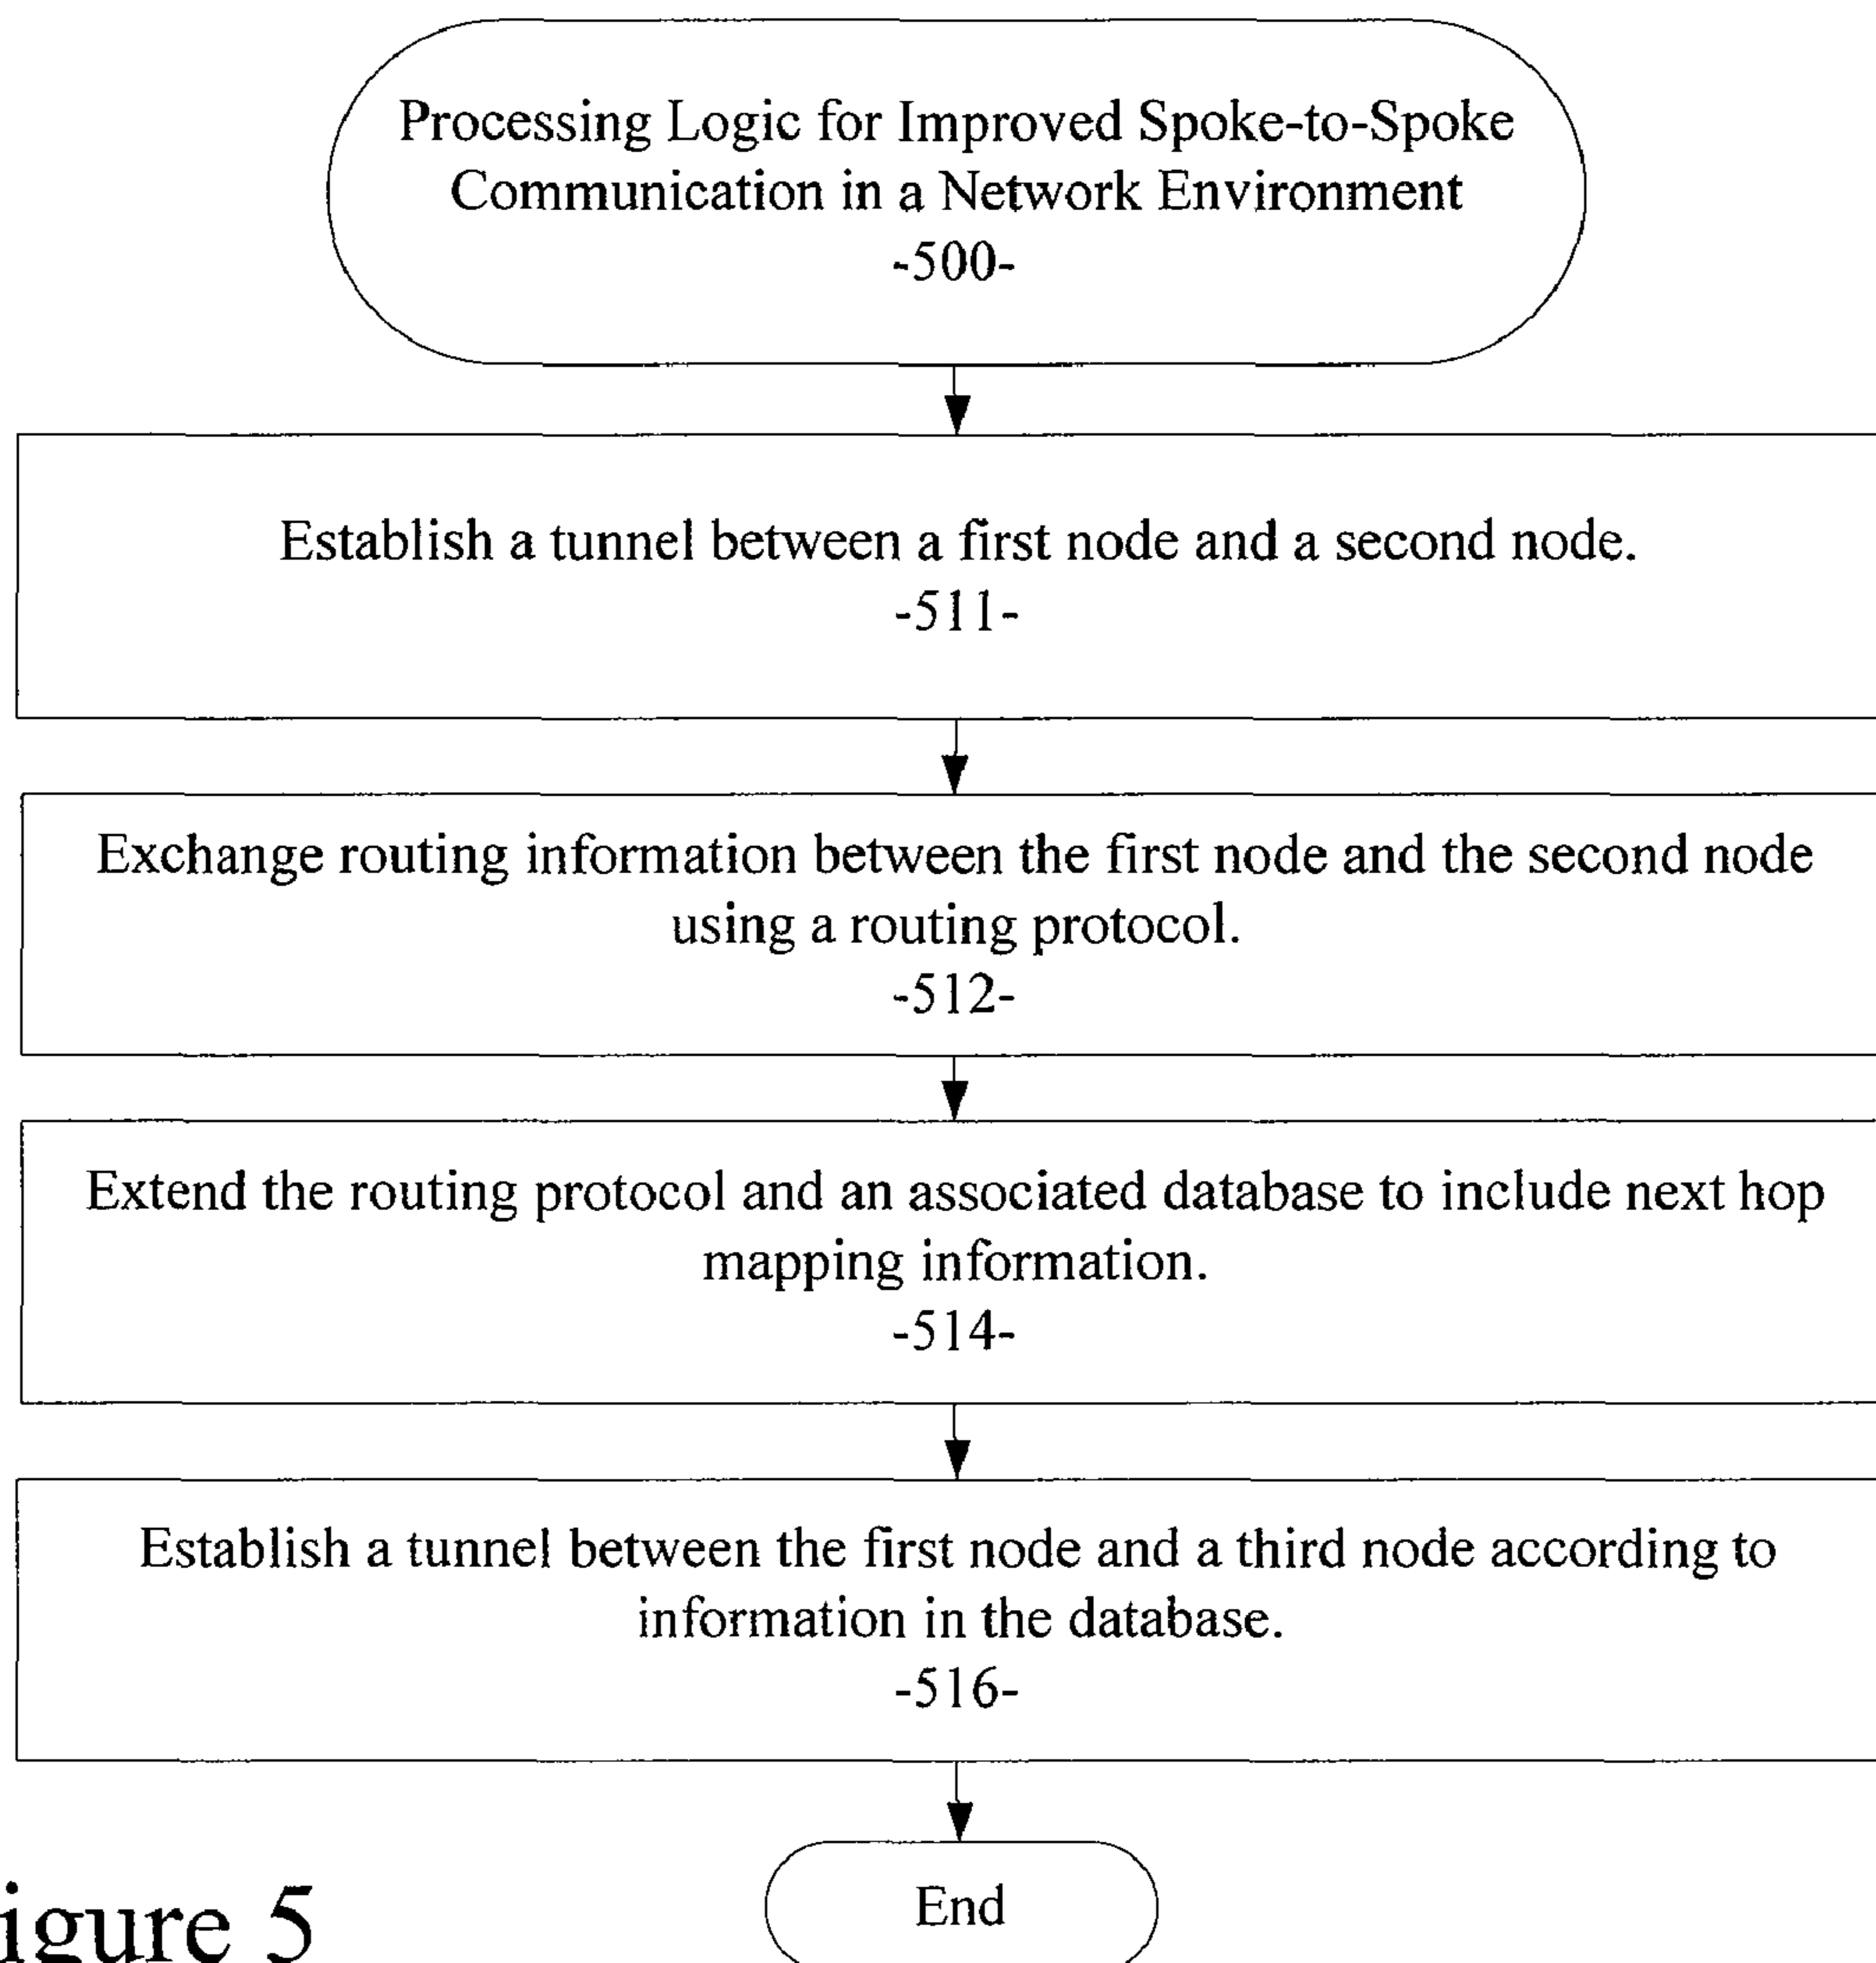 Processing Logic for Improved Spoke-to-Spoke
Communication in a Network Environment
-500-
Establish a tunnel between a first node and a second node.
-511-
Exchange routing information between the first node and the second node
using a routing protocol.
-512-
Extend the routing protocol and an associated database to include next hop
mapping information.
-514-
Establish a tunnel between the first node and a third node according to
information in the database.
-516-
End
igure 5